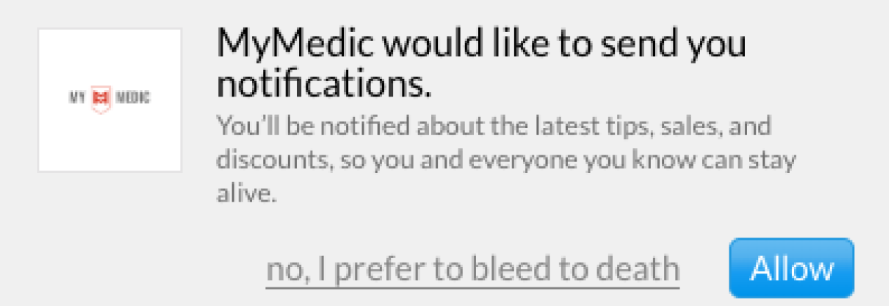 MY MEDIC
MyMedic would like to send you
notifications.
You'll be notified about the latest tips, sales, and
discounts, so you and everyone you know can stay
alive.
no, I prefer to bleed to death
Allow